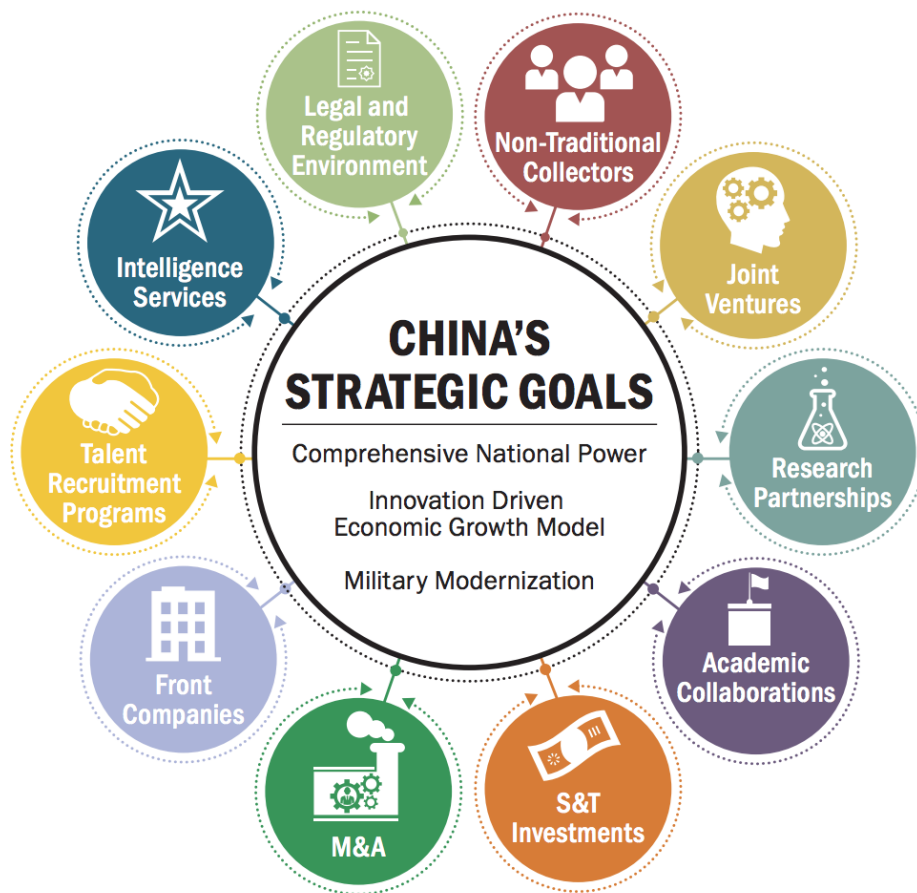 CHINA'S
STRATEGIC GOALS
Comprehensive National Power
Innovation Driven
Economic Growth Model
Military Modernization
Legal and
Regulatory
Environment
Non-Traditional
Collectors
Joint
Ventures
Research
Partnerships
Academic
Collaborations
S&T
Investments
M&A
Front
Companies
Talent
Recruitment
Programs
Intelligence
Services